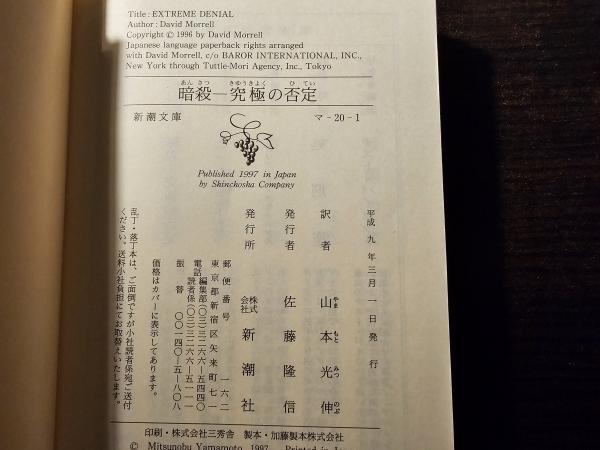 Title: EXTREME DENIAL
Author: David Morrell
Copyright © 1996 by David Morrell
Japanese language paperback rights arranged
with David Morrell, c/o BAROR INTERNATIONAL, INC.,
New York through Tuttle-Mori Agency, Inc., Tokyo
暗殺―究極の否定
あんさつ きゅうきょく ひてい
新潮文庫 マ-20-1
Published 1997 in Japan
by Shinchosha Company
平成九年三月一日発行
訳者 山本光伸
やまもとみつのぶ
発行者 佐藤隆信
発行所 株式会社 新潮社
郵便番号 一六二
東京都新宿区矢来町七一
電話 編集部(〇三)三二六六―五四四〇
読者係(〇三)三二六六―五一一一
振替 〇〇一四〇―五―八〇八
価格はカバーに表示してあります。
乱丁・落丁本は、ご面倒ですが小社読者係宛ご送付
ください。送料小社負担にてお取替えいたします。
印刷・株式会社三秀舎 製本・加藤製本株式会社
© Mitsunobu Yamamoto 1997 Printed in